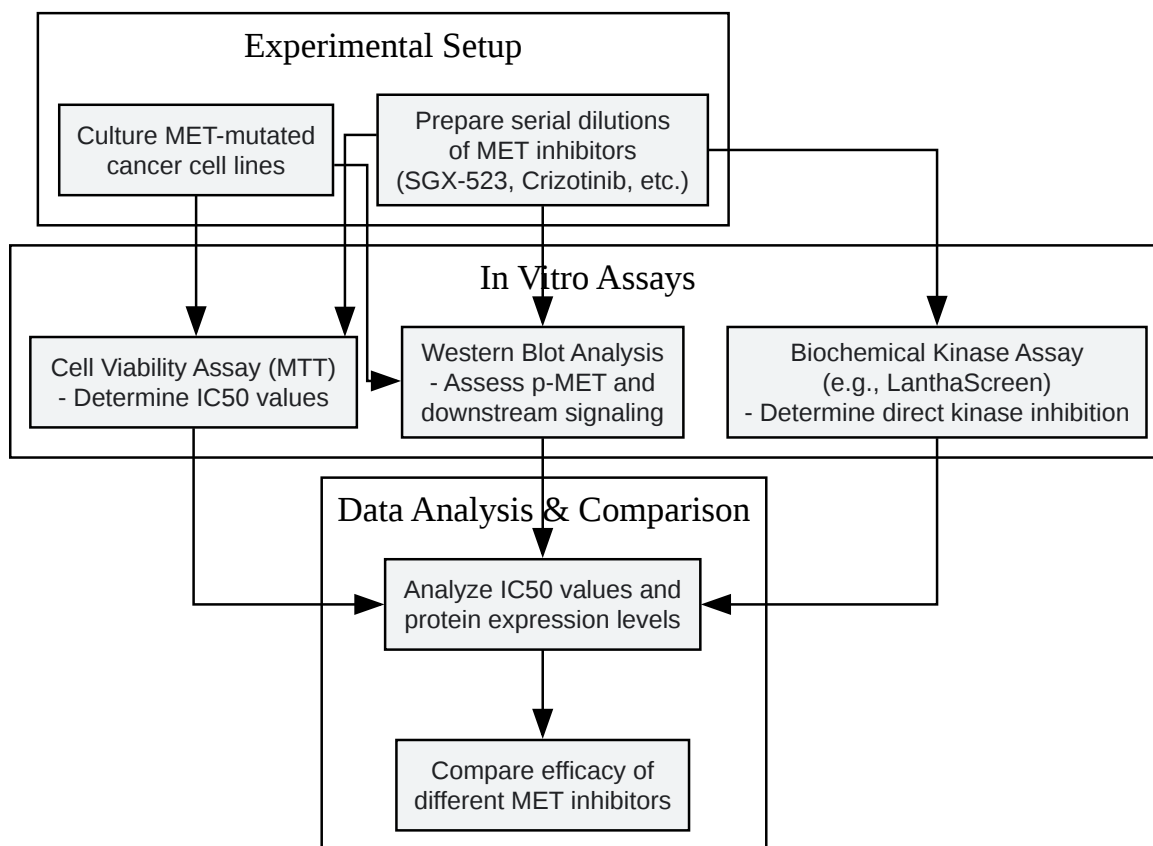 Experimental Setup
Culture MET-mutated
cancer cell lines
Prepare serial dilutions
of MET inhibitors
(SGX-523, Crizotinib, etc.)
In Vitro Assays
Cell Viability Assay (MTT)
- Determine IC50 values
Western Blot Analysis
- Assess p-MET and
downstream signaling
Biochemical Kinase Assay
(e.g., LanthaScreen)
- Determine direct kinase inhibition
Data Analysis & Comparison
Analyze IC50 values and
protein expression levels
Compare efficacy of
different MET inhibitors